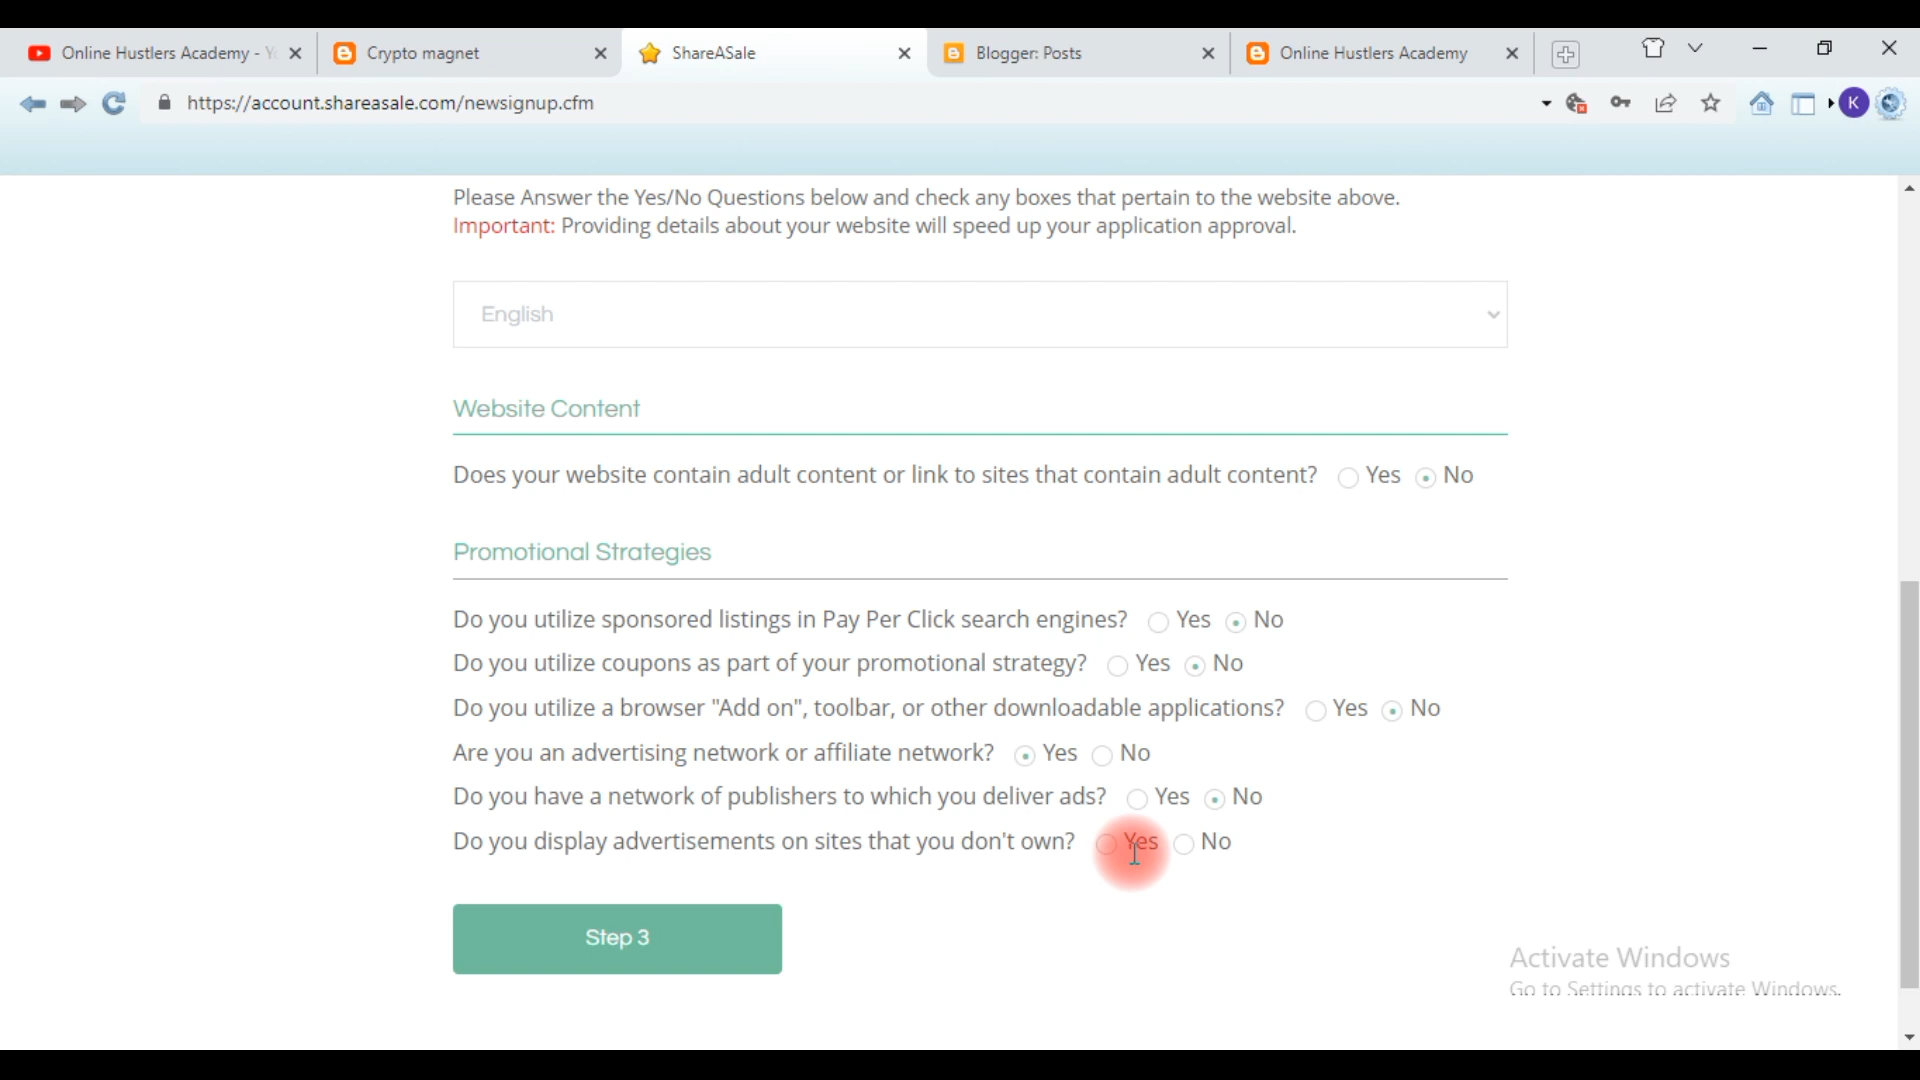 Online Hustlers Academy -
Crypto magnet
ShareASale
Blogger: Posts
Online Hustlers Academy
https://account.shareasale.com/newsignup.cfm
K
Please Answer the Yes/No Questions below and check any boxes that pertain to the website above.
Important: Providing details about your website will speed up your application approval.
English
Website Content
Does your website contain adult content or link to sites that contain adult content? Yes No
Promotional Strategies
Do you utilize sponsored listings in Pay Per Click search engines? Yes No
Do you utilize coupons as part of your promotional strategy? Yes No
Do you utilize a browser "Add on", toolbar, or other downloadable applications? Yes No
Are you an advertising network or affiliate network? Yes No
Do you have a network of publishers to which you deliver ads? Yes No
Do you display advertisements on sites that you don't own? Yes No
Step 3
Activate Windows
Go to Settings to activate Windows.